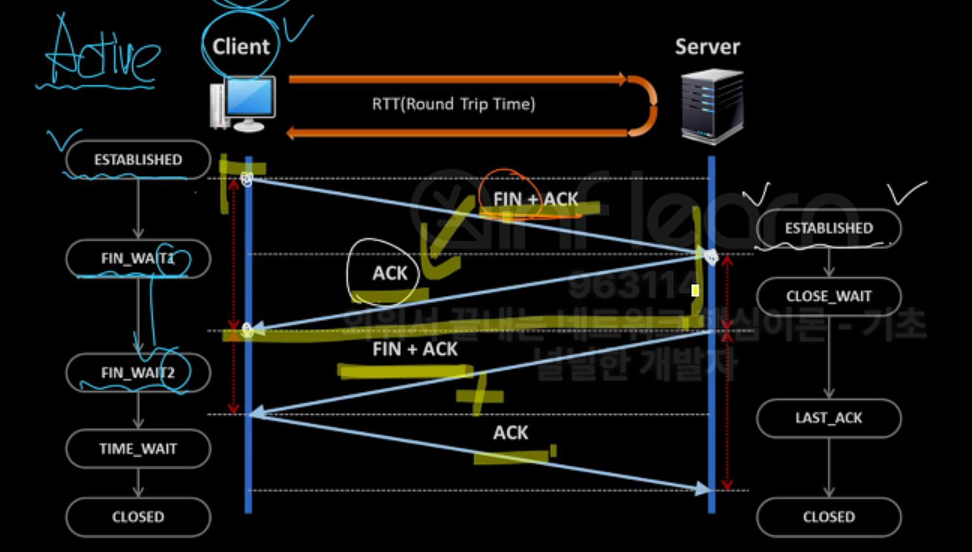 Active
Client
Server
RTT(Round Trip Time)
ESTABLISHED
FIN + ACK
inflearn
ESTABLISHED
FIN_WAIT1
ACK
963114
CLOSE_WAIT
외워서 끝내는 네트워크 핵심이론 - 기초
FIN + ACK
널널한 개발자
FIN_WAIT2
LAST_ACK
ACK
TIME_WAIT
CLOSED
CLOSED